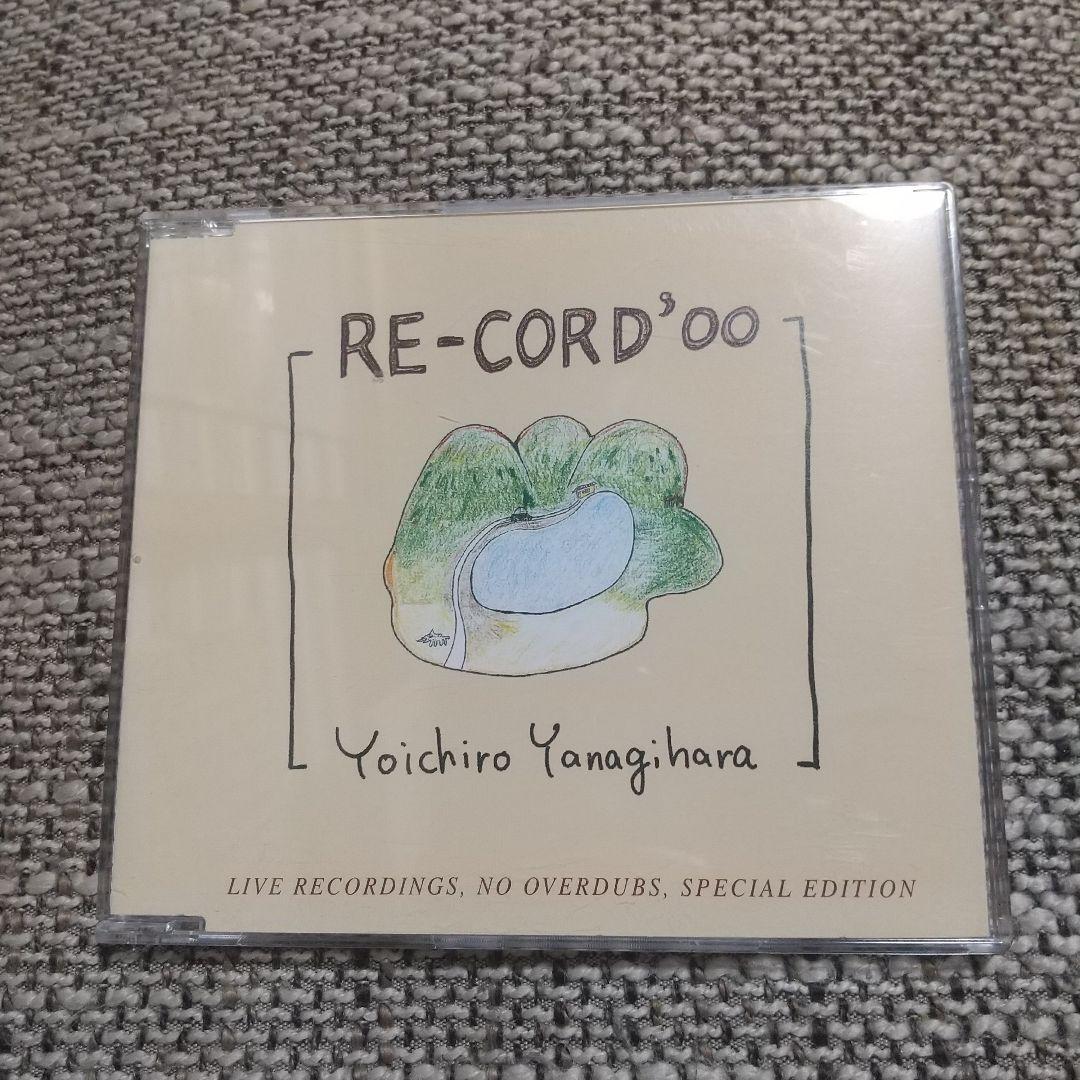 RE-CORD'00
Yoichiro Yanagihara
LIVE RECORDINGS, NO OVERDUBS, SPECIAL EDITION